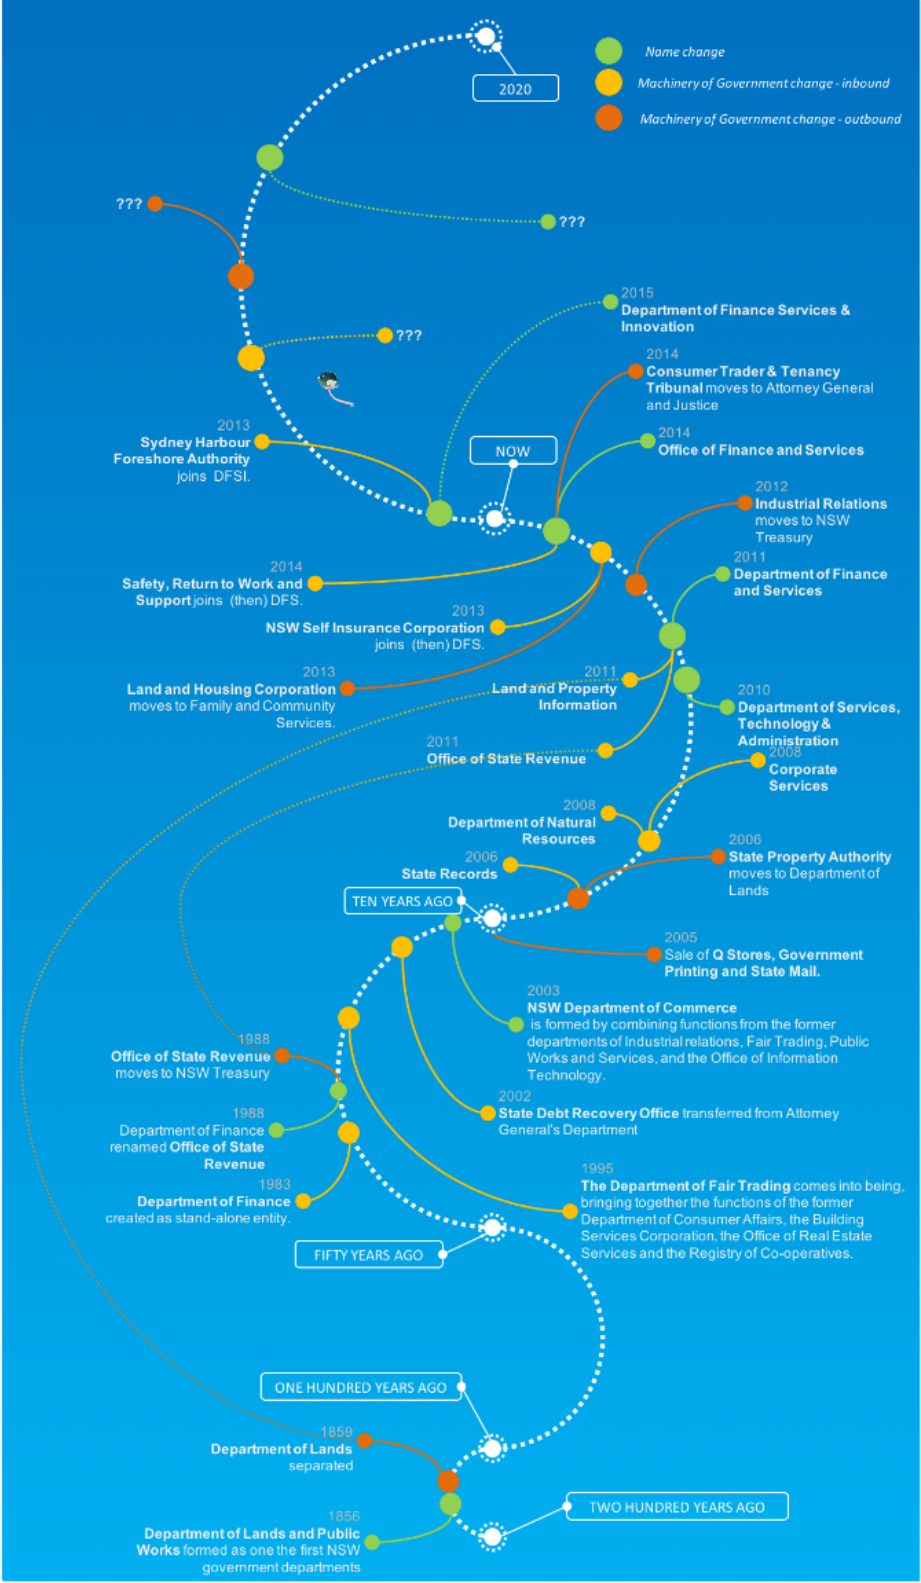 2020
Name change
Machinery of Government change - inbound
Machinery of Government change - outbound
???
???
???
2015
Department of Finance Services &
Innovation
2014
Consumer Trader & Tenancy
Tribunal moves to Attorney General
and Justice
2013
Sydney Harbour
Foreshore Authority
joins DFSI.
NOW
2014
Office of Finance and Services
2012
Industrial Relations
moves to NSW
Treasury
2014
Safety, Return to Work and
Support joins (then) DFS.
2011
Department of Finance
and Services
2013
NSW Self Insurance Corporation
joins (then) DFS.
2013
Land and Housing Corporation
moves to Family and Community
Services.
2011
Land and Property
Information
2010
Department of Services,
Technology &
Administration
2011
Office of State Revenue
2008
Corporate
Services
2008
Department of Natural
Resources
2006
State Property Authority
moves to Department of
Lands
2006
State Records
TEN YEARS AGO
2005
Sale of Q Stores, Government
Printing and State Mail.
2003
NSW Department of Commerce
is formed by combining functions from the former
departments of Industrial relations, Fair Trading, Public
Works and Services, and the Office of Information
Technology.
1988
Office of State Revenue
moves to NSW Treasury
2002
State Debt Recovery Office transferred from Attorney
General's Department
1988
Department of Finance
renamed Office of State
Revenue
1983
Department of Finance
created as stand-alone entity.
1995
The Department of Fair Trading comes into being,
bringing together the functions of the former
Department of Consumer Affairs, the Building
Services Corporation, the Office of Real Estate
Services and the Registry of Co-operatives.
FIFTY YEARS AGO
ONE HUNDRED YEARS AGO
1859
Department of Lands
separated
TWO HUNDRED YEARS AGO
1856
Department of Lands and Public
Works formed as one the first NSW
government departments